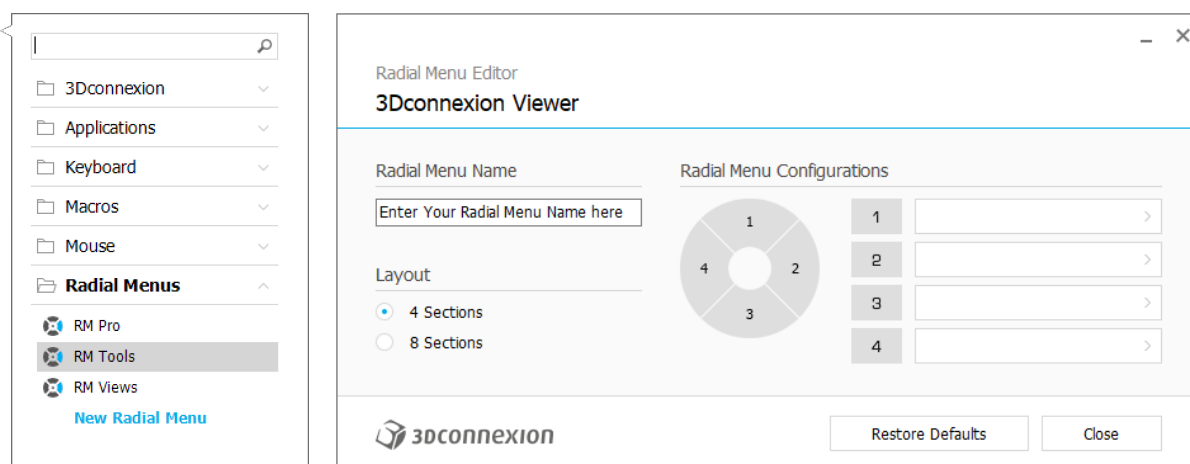 3Dconnexion
Applications
Keyboard
Macros
Mouse
Radial Menus
RM Pro
RM Tools
RM Views
New Radial Menu
Radial Menu Editor
3Dconnexion Viewer
Radial Menu Name
Enter Your Radial Menu Name here
Layout
4 Sections
8 Sections
Radial Menu Configurations
1
4 2
3
1
2
3
4
3Dconnexion
Restore Defaults
Close